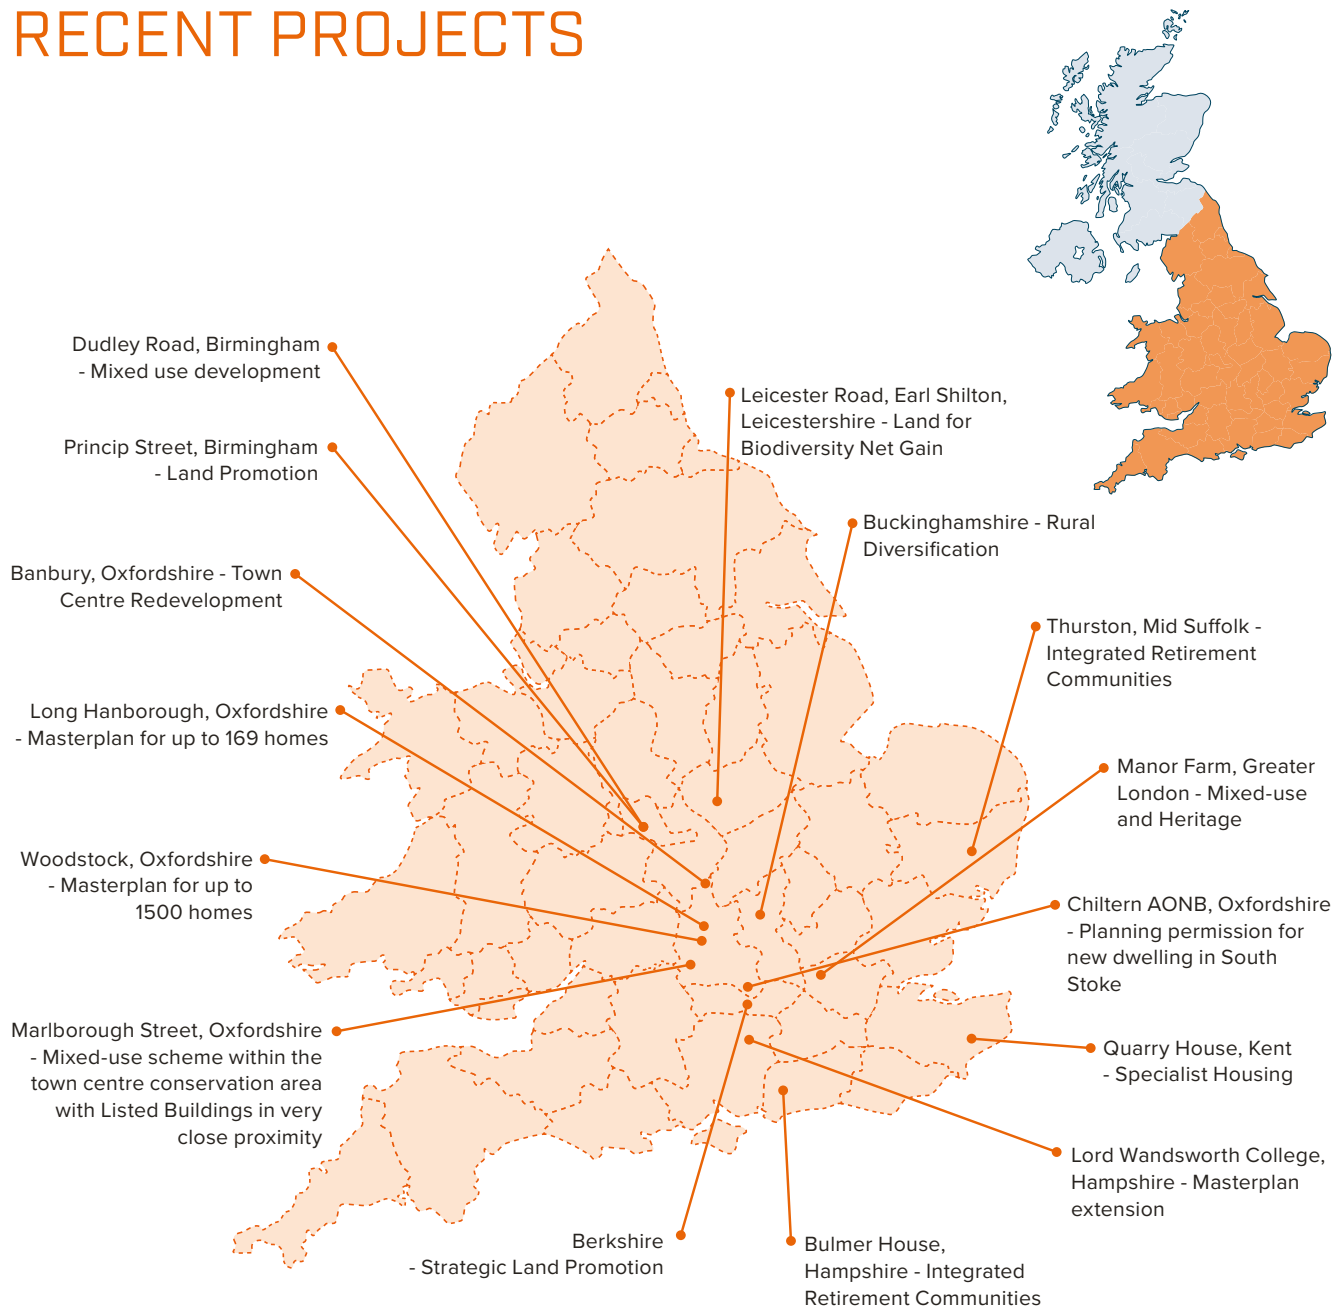 RECENT PROJECTS
Dudley Road, Birmingham
- Mixed use development
Princip Street, Birmingham
- Land Promotion
Banbury, Oxfordshire - Town
Centre Redevelopment
Long Hanborough, Oxfordshire
- Masterplan for up to 169 homes
Woodstock, Oxfordshire
- Masterplan for up to
1500 homes
Marlborough Street, Oxfordshire
- Mixed-use scheme within the
town centre conservation area
with Listed Buildings in very
close proximity
Berkshire
- Strategic Land Promotion
Leicester Road, Earl Shilton,
Leicestershire - Land for
Biodiversity Net Gain
Buckinghamshire - Rural
Diversification
Thurston, Mid Suffolk -
Integrated Retirement
Communities
Manor Farm, Greater
London - Mixed-use
and Heritage
Chiltern AONB, Oxfordshire
- Planning permission for
new dwelling in South
Stoke
Quarry House, Kent
- Specialist Housing
Lord Wandsworth College,
Hampshire - Masterplan
extension
Bulmer House,
Hampshire - Integrated
Retirement Communities